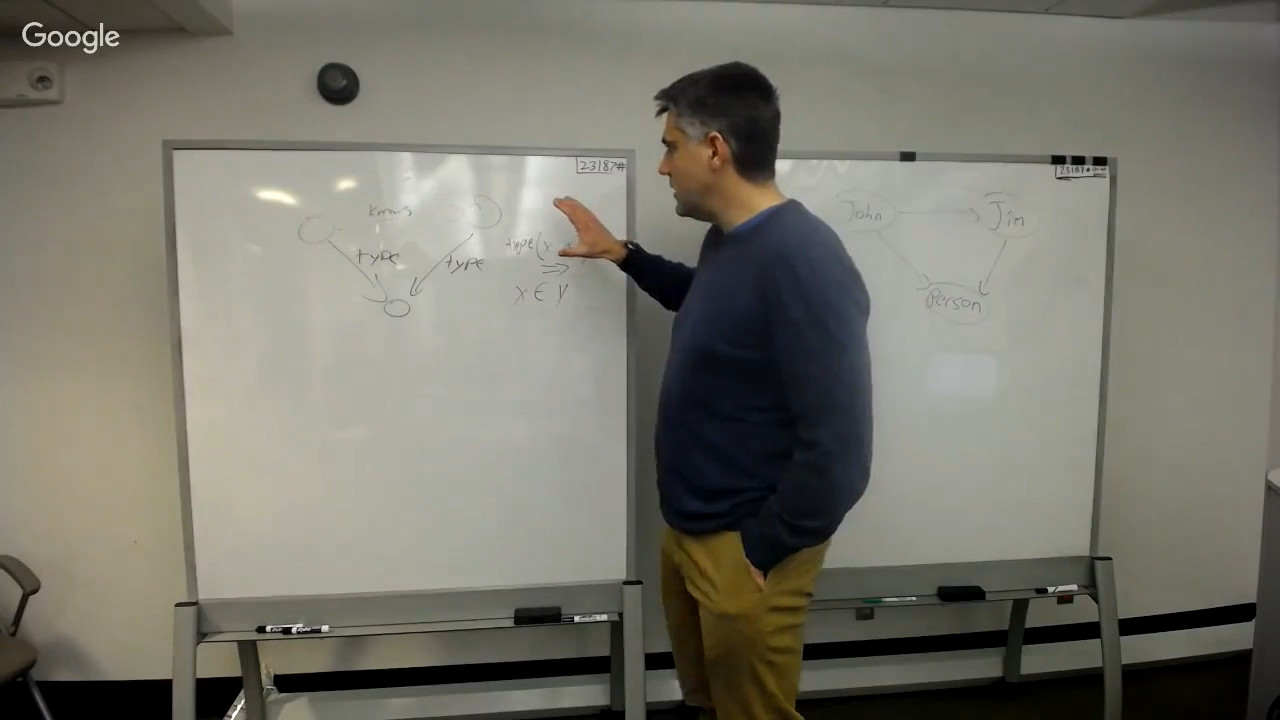 Google
23187#
knows
type
type
type(x
⇒
x ∈ y
23187#
John
Jim
Person